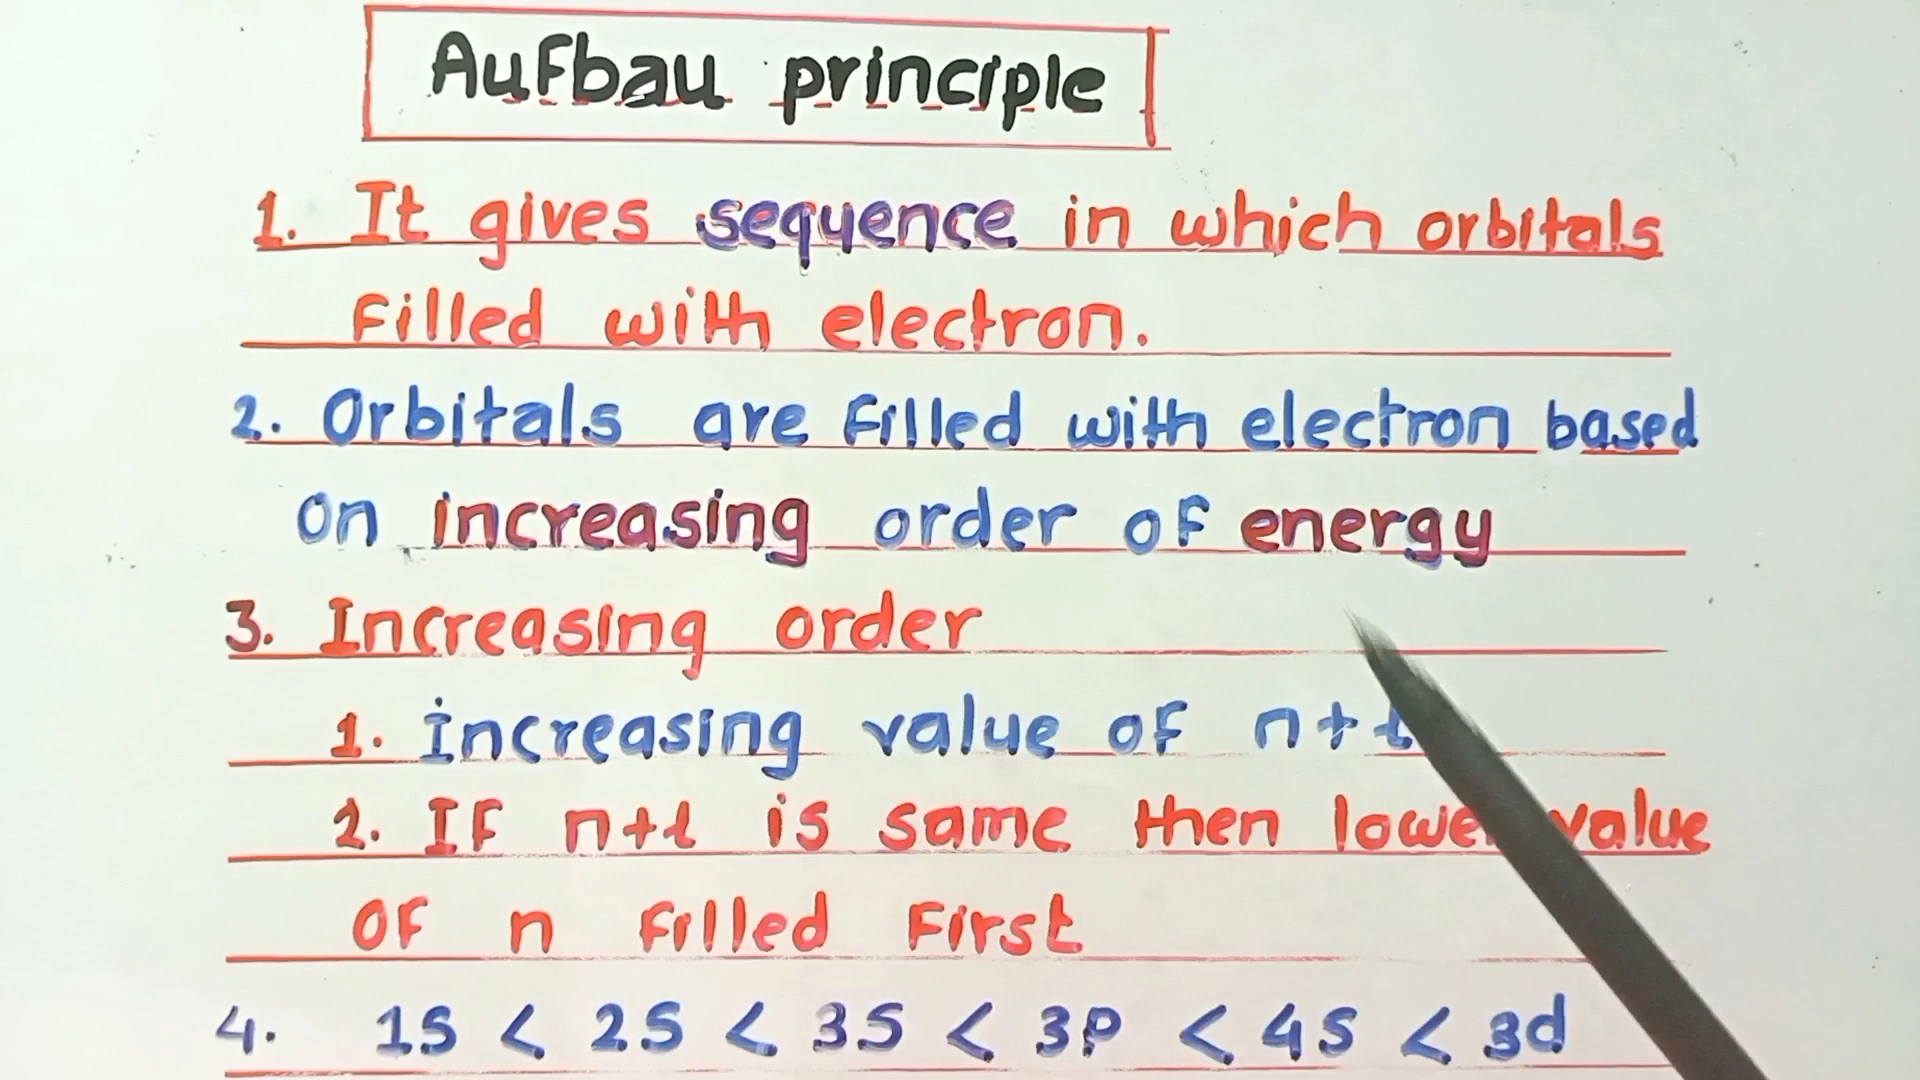 Aufbau principle
1. It gives sequence in which orbitals
filled with electron.
2. Orbitals are filled with electron based
on increasing order of energy
3. Increasing order
1. increasing value of n+l
2. If n+l is same then lower value
of n filled first
4. 1s < 2s < 3s < 3p < 4s < 3d